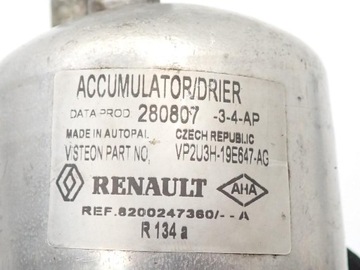 ACCUMULATOR/DRIER
DATA PROD 280807 -3-4-AP
MADE IN AUTOPAL CZECH REPUBLIC
VISTEON PART NO, VP2U3H-19E647-AG
RENAULT AHA
REF.8200247360/--A
R 134 a